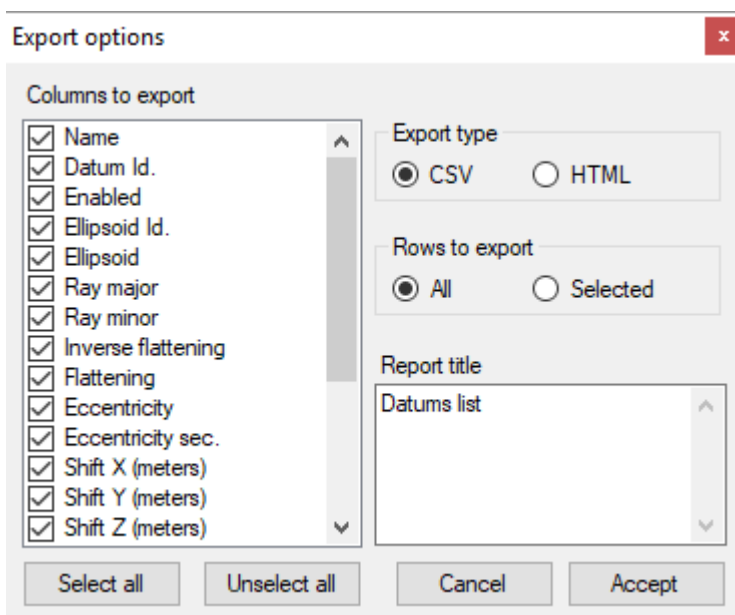 Export options
x
Columns to export
Name
Datum Id.
Enabled
Ellipsoid Id.
Ellipsoid
Ray major
Ray minor
Inverse flattening
Flattening
Eccentricity
Eccentricity sec.
Shift X (meters)
Shift Y (meters)
Shift Z (meters)
Export type
CSV HTML
Rows to export
All Selected
Report title
Datums list
Select all Unselect all Cancel Accept